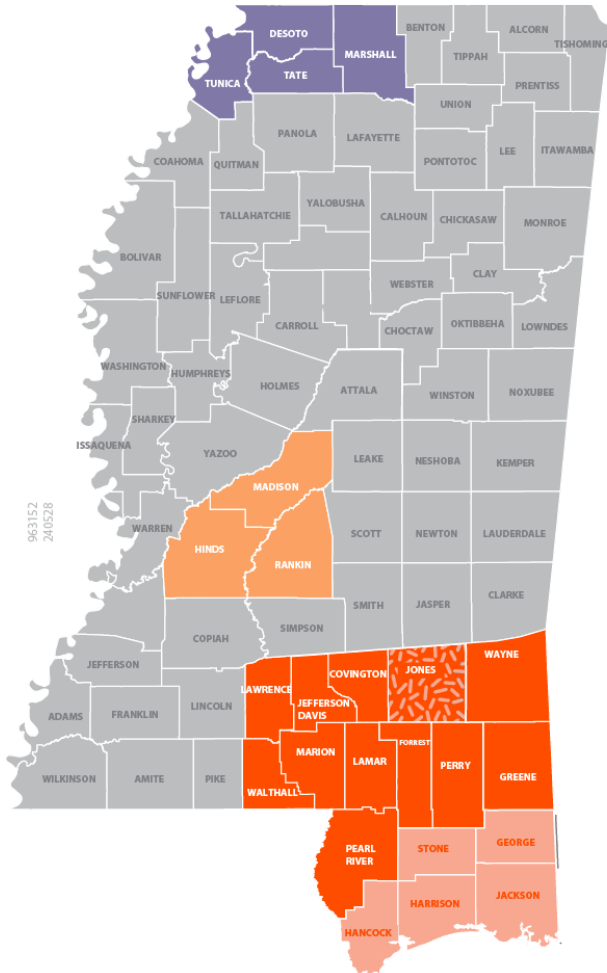 DESOTO
MARSHALL
BENTON
ALCORN
TISHOMING
TIPPAH
TUNICA
TATE
PRENTISS
UNION
PANOLA
LAFAYETTE
COAHOMA
QUITMAN
PONTOTOC
LEE
ITAWAMBA
TALLAHATCHIE
YALOBUSHA
CALHOUN
CHICKASAW
MONROE
BOLIVAR
SUNFLOWER
LEFLORE
WEBSTER
CLAY
CARROLL
CHOCTAW
OKTIBBEHA
LOWNDES
WASHINGTON
HUMPHREYS
HOLMES
ATTALA
WINSTON
NOXUBEE
SHARKEY
ISSAQUENA
YAZOO
LEAKE
NESHOBA
KEMPER
MADISON
963152
240528
WARREN
HINDS
RANKIN
SCOTT
NEWTON
LAUDERDALE
CLARKE
SMITH
JASPER
COPIAH
SIMPSON
JEFFERSON
LAWRENCE
COVINGTON
JONES
WAYNE
JEFFERSON
DAVIS
ADAMS
FRANKLIN
LINCOLN
MARION
LAMAR
FORREST
PERRY
GREENE
WILKINSON
AMITE
PIKE
WALTHALL
PEARL
RIVER
STONE
GEORGE
HANCOCK
HARRISON
JACKSON